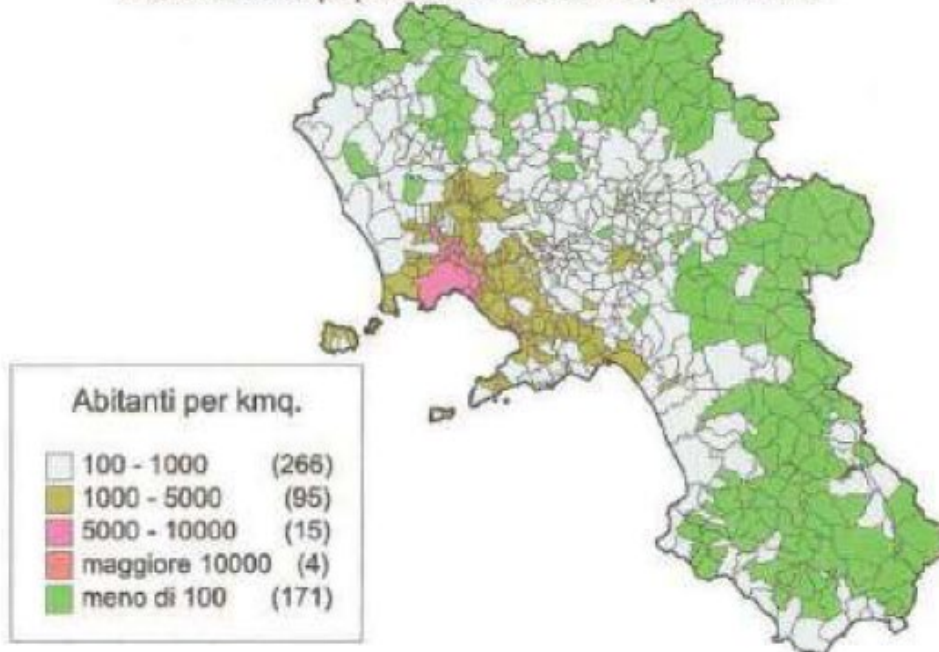 Abitanti per kmq.
100 - 1000 (266)
1000 - 5000 (95)
5000 - 10000 (15)
maggiore 10000 (4)
meno di 100 (171)